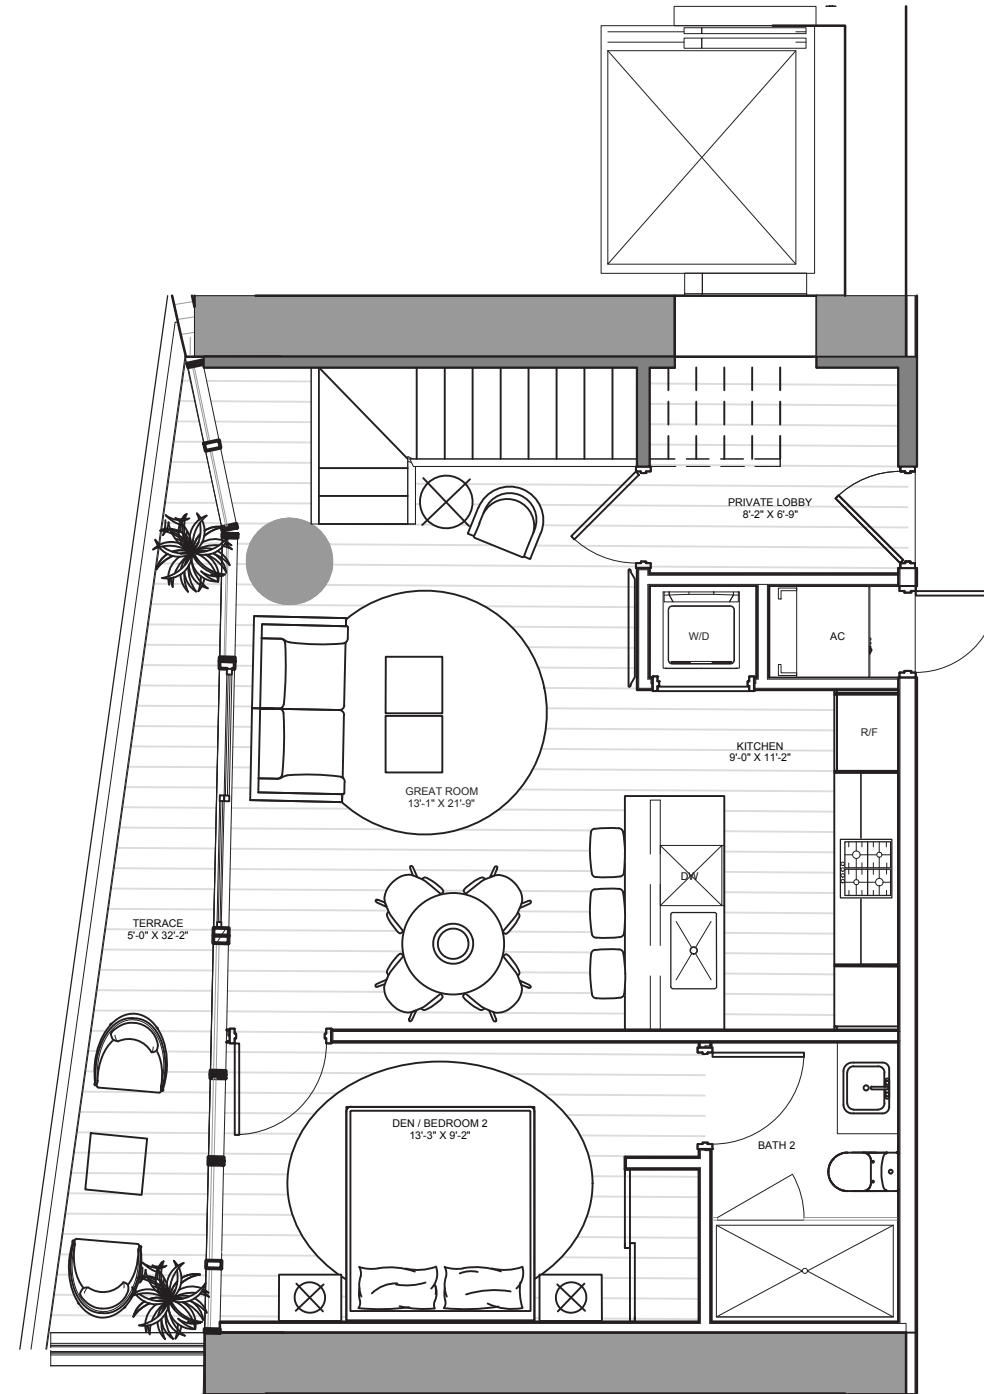 PRIVATE LOBBY
8'-2" X 6'-9"
W/D
AC
R/F
KITCHEN
9'-0" X 11'-2"
GREAT ROOM
13'-1" X 21'-9"
DW
TERRACE
5'-0" X 32'-2"
DEN / BEDROOM 2
13'-3" X 9'-2"
BATH 2